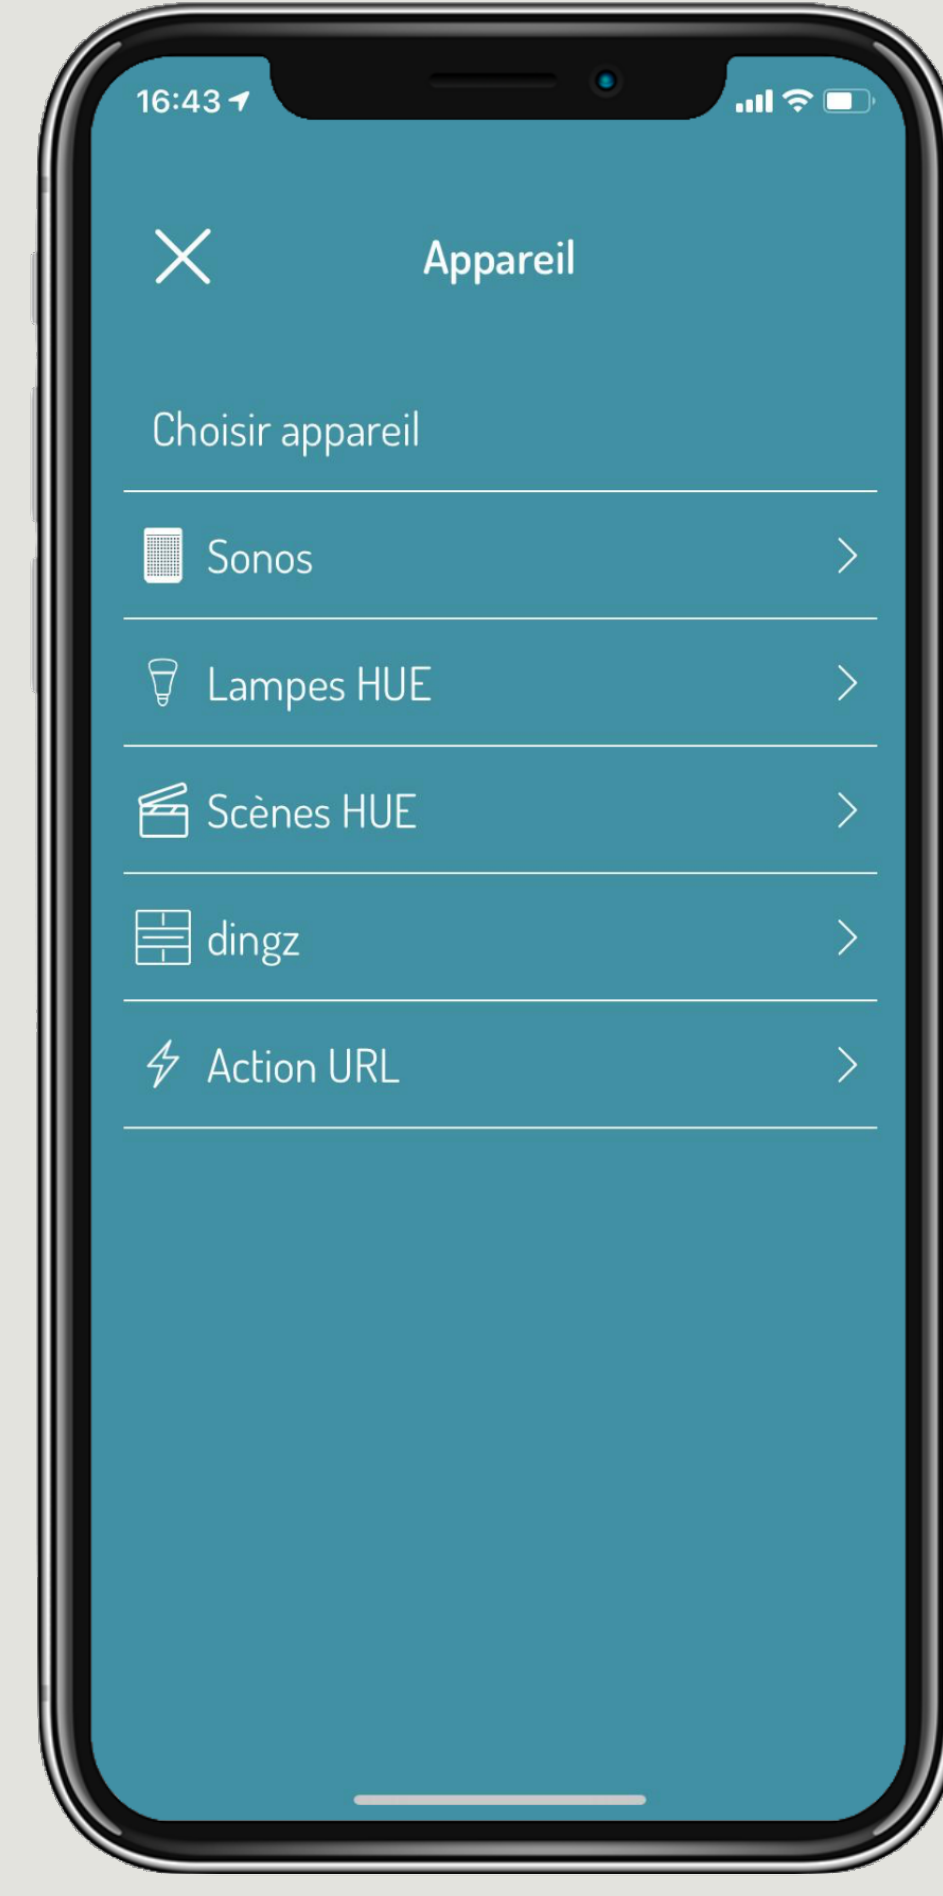 16:43
Appareil
Choisir appareil
Sonos
Lampes HUE
Scènes HUE
dingz
Action URL